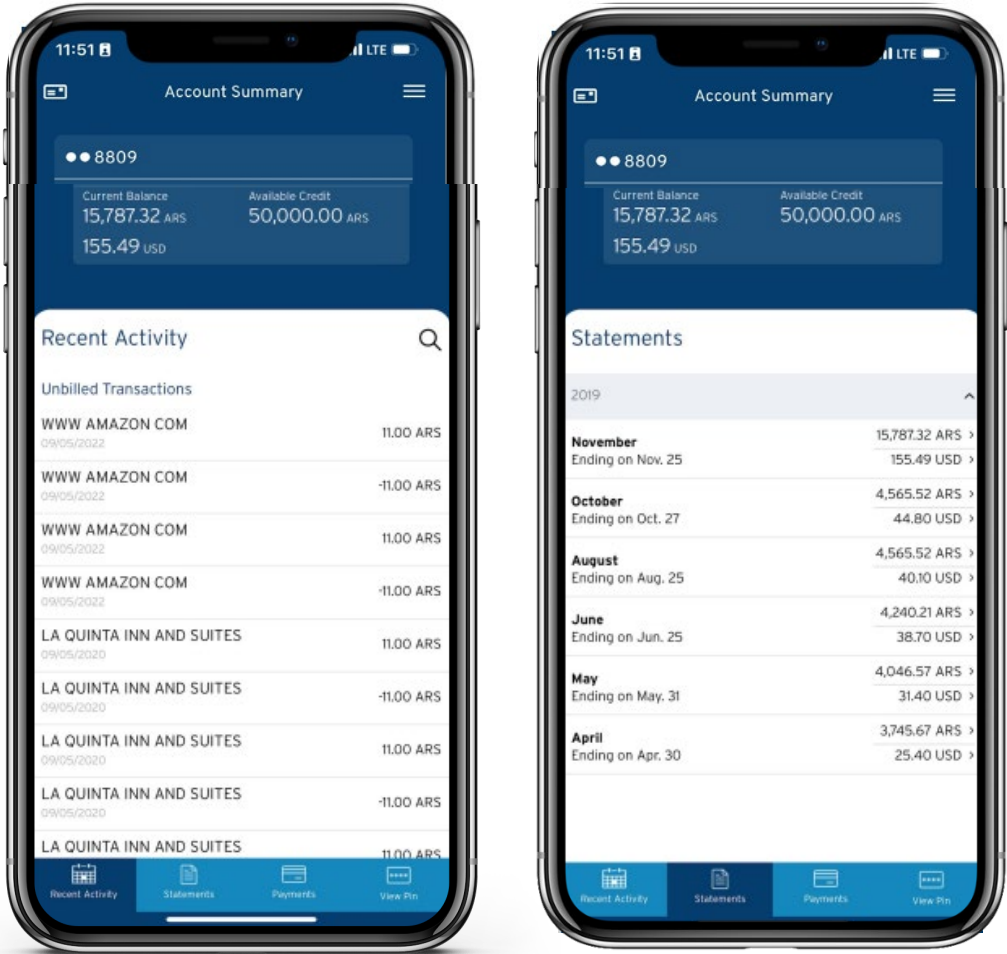 11:51
LTE
Account Summary
●●8809
Current Balance
Available Credit
15,787.32 ARS
50,000.00 ARS
155.49 USD
Recent Activity
Unbilled Transactions
WWW AMAZON COM
11.00 ARS
09/05/2022
WWW AMAZON COM
-11.00 ARS
09/05/2022
WWW AMAZON COM
11.00 ARS
09/05/2022
WWW AMAZON COM
-11.00 ARS
09/05/2022
LA QUINTA INN AND SUITES
11.00 ARS
09/05/2020
LA QUINTA INN AND SUITES
-11.00 ARS
09/05/2020
LA QUINTA INN AND SUITES
11.00 ARS
09/05/2020
LA QUINTA INN AND SUITES
-11.00 ARS
09/05/2020
LA QUINTA INN AND SUITES
11.00 ARS
Recent Activity
Statements
Payments
View Pin
11:51
LTE
Account Summary
●●8809
Current Balance
Available Credit
15,787.32 ARS
50,000.00 ARS
155.49 USD
Statements
2019
November
15,787.32 ARS
Ending on Nov. 25
155.49 USD
October
4,565.52 ARS
Ending on Oct. 27
44.80 USD
August
4,565.52 ARS
Ending on Aug. 25
40.10 USD
June
4,240.21 ARS
Ending on Jun. 25
38.70 USD
May
4,046.57 ARS
Ending on May. 31
31.40 USD
April
3,745.67 ARS
Ending on Apr. 30
25.40 USD
Recent Activity
Statements
Payments
View Pin